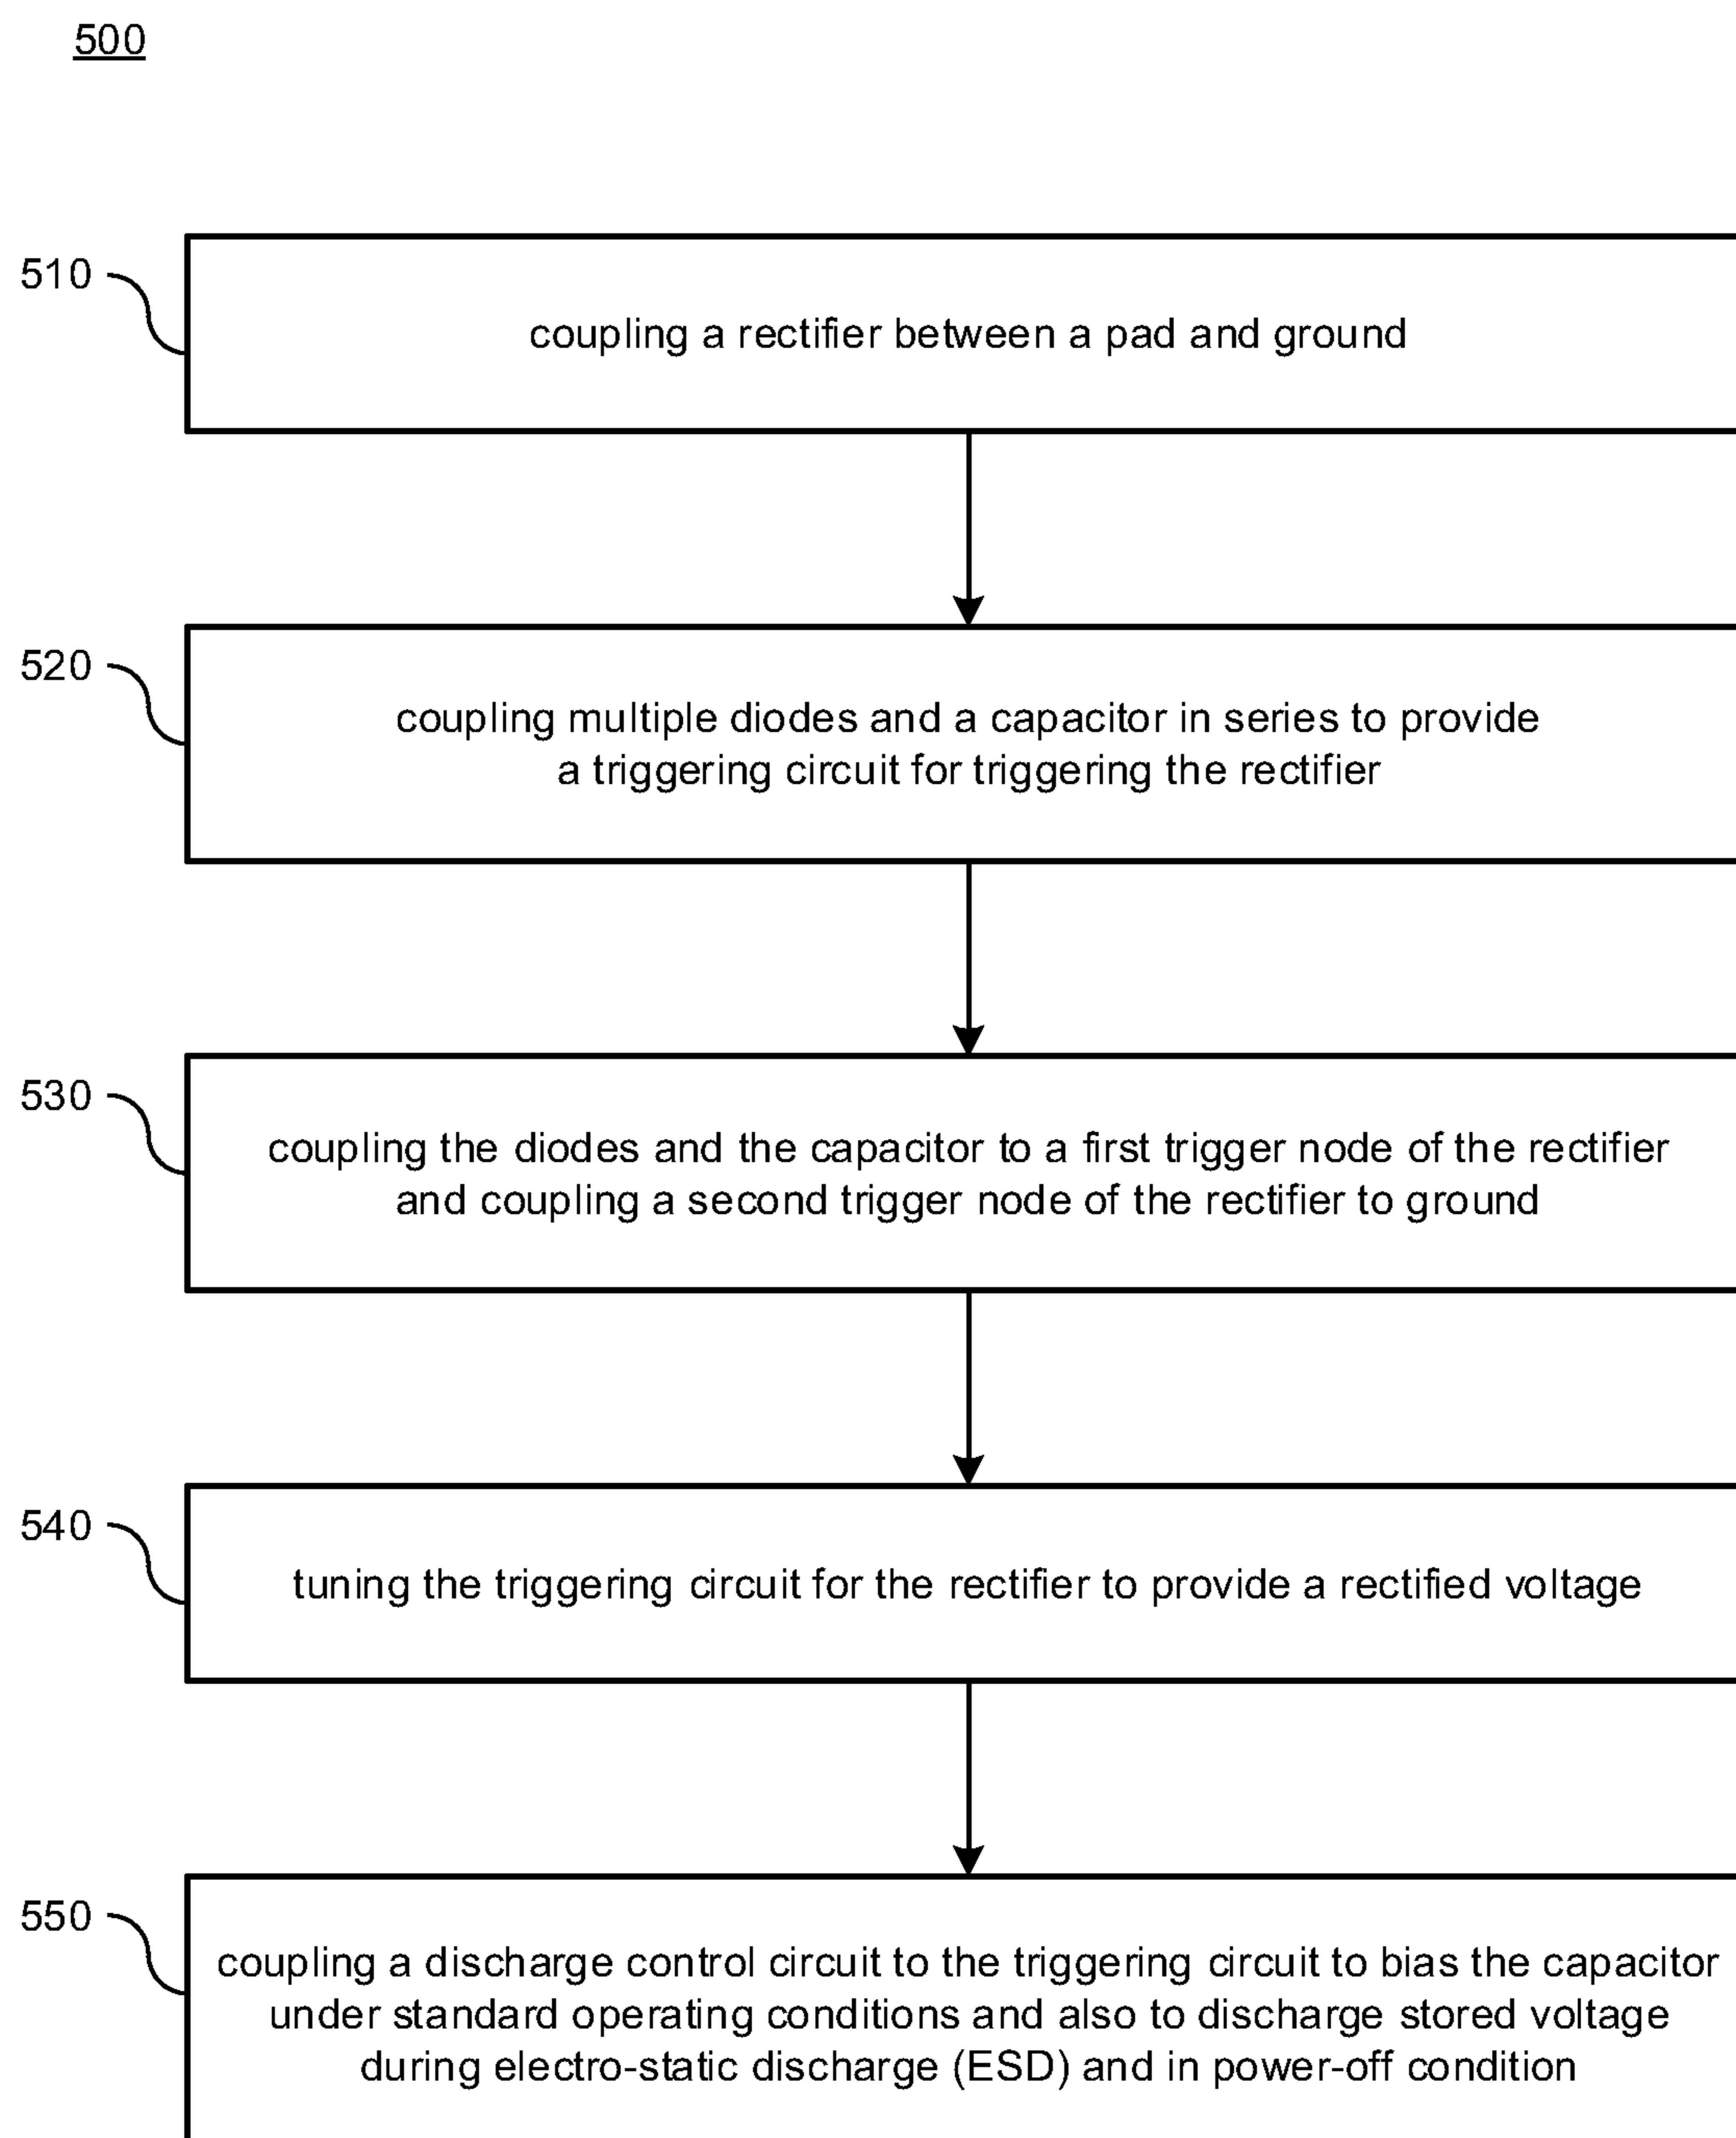 500
510
coupling a rectifier between a pad and ground
520
coupling multiple diodes and a capacitor in series to provide
a triggering circuit for triggering the rectifier
530
coupling the diodes and the capacitor to a first trigger node of the rectifier
and coupling a second trigger node of the rectifier to ground
540
tuning the triggering circuit for the rectifier to provide a rectified voltage
550
coupling a discharge control circuit to the triggering circuit to bias the capacitor
under standard operating conditions and also to discharge stored voltage
during electro-static discharge (ESD) and in power-off condition